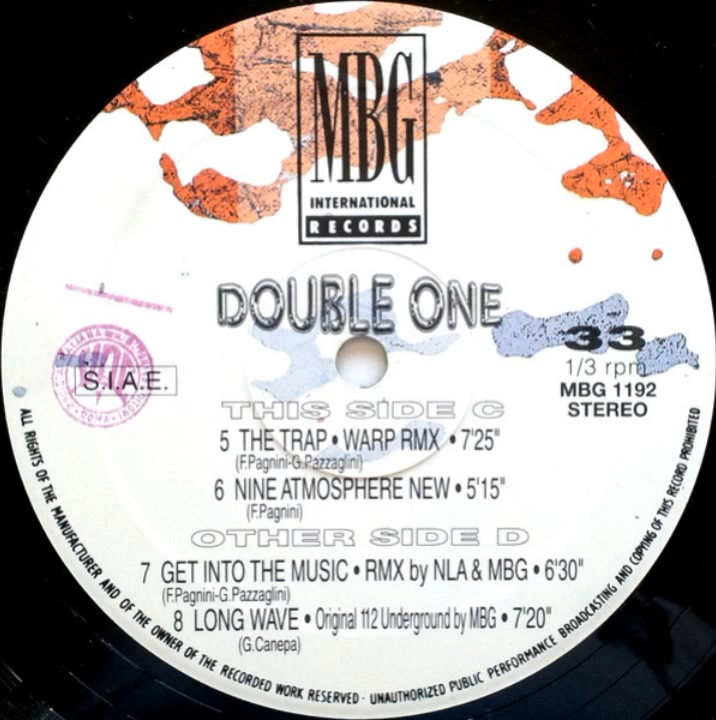 MBG
INTERNATIONAL
RECORDS
DOUBLE ONE
33
1/3 rpm
MBG 1192
STEREO
S.I.A.E.
THIS SIDE C
5 THE TRAP • WARP RMX • 7'25"
(F.Pagnini-G.Pazzaglini)
6 NINE ATMOSPHERE NEW • 5'15"
(F.Pagnini)
OTHER SIDE D
7 GET INTO THE MUSIC • RMX by NLA & MBG • 6'30"
(F.Pagnini-G.Pazzaglini)
8 LONG WAVE • Original 112 Underground by MBG • 7'20"
(G.Canepa)
ALL RIGHTS OF THE MANUFACTURER AND OF THE OWNER OF THE RECORDED WORK RESERVED · UNAUTHORIZED PUBLIC PERFORMANCE BROADCASTING AND COPYING OF THIS RECORD PROHIBITED